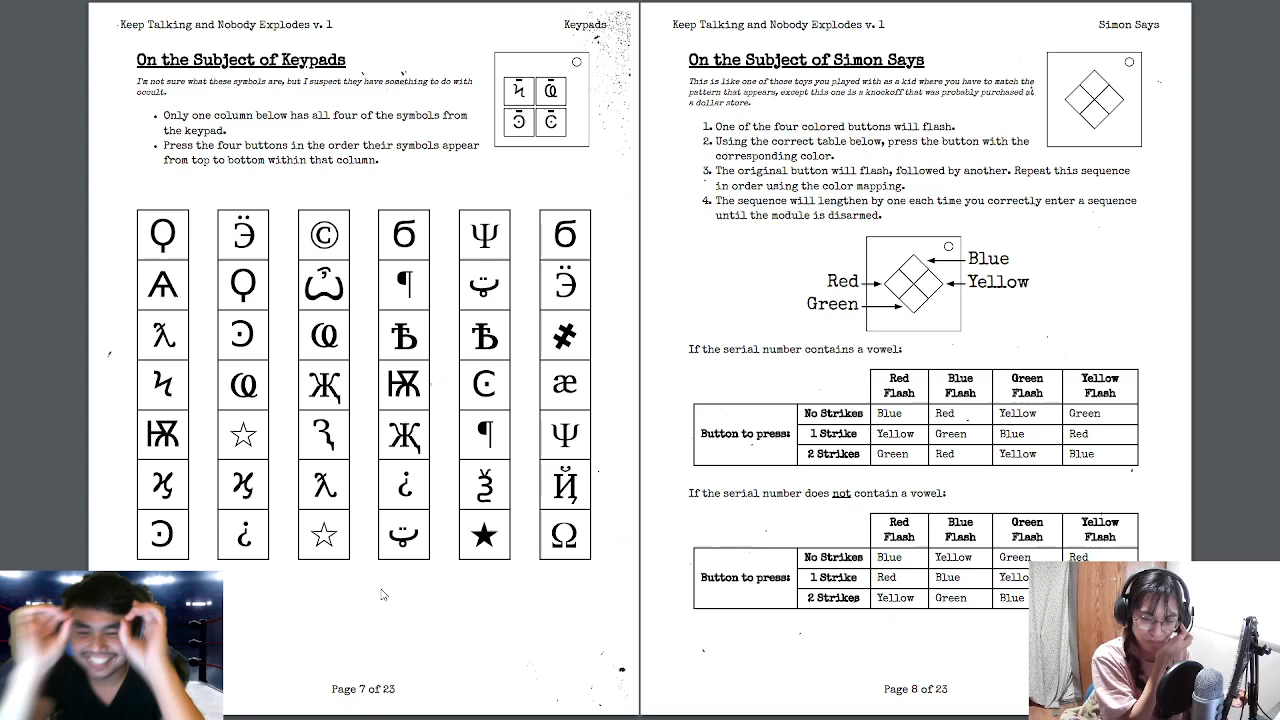 Keep Talking and Nobody Explodes v. 1
Keypads
On the Subject of Keypads
I'm not sure what these symbols are, but I suspect they have something to do with
occult.
• Only one column below has all four of the symbols from
the keypad.
• Press the four buttons in the order their symbols appear
from top to bottom within that column.
Ϟ Ҩ
Ͽ Ͼ
Ϙ Ӭ © б Ψ б
Ѧ Ϙ Ѽ ¶ ټ Ӭ
ƛ Ͽ Ҩ Ѣ Ѣ ҂
Ϟ Ҩ Җ Ѭ Ͼ æ
Ѭ ☆ Ԇ Җ ¶ Ψ
ϗ ϗ ƛ ¿ Ѯ Ҋ
Ͽ ¿ ☆ ټ ★ Ω
Page 7 of 23
Keep Talking and Nobody Explodes v. 1
Simon Says
On the Subject of Simon Says
This is like one of those toys you played with as a kid where you have to match the
pattern that appears, except this one is a knockoff that was probably purchased at
a dollar store.
1. One of the four colored buttons will flash.
2. Using the correct table below, press the button with the
corresponding color.
3. The original button will flash, followed by another. Repeat this sequence
in order using the color mapping.
4. The sequence will lengthen by one each time you correctly enter a sequence
until the module is disarmed.
Blue
Red
Yellow
Green
If the serial number contains a vowel:
Red Flash Blue Flash Green Flash Yellow Flash
Button to press:
No Strikes Blue Red Yellow Green
1 Strike Yellow Green Blue Red
2 Strikes Green Red Yellow Blue
If the serial number does not contain a vowel:
Red Flash Blue Flash Green Flash Yellow Flash
Button to press:
No Strikes Blue Yellow Green Red
1 Strike Red Blue Yello
2 Strikes Yellow Green Blue
Page 8 of 23